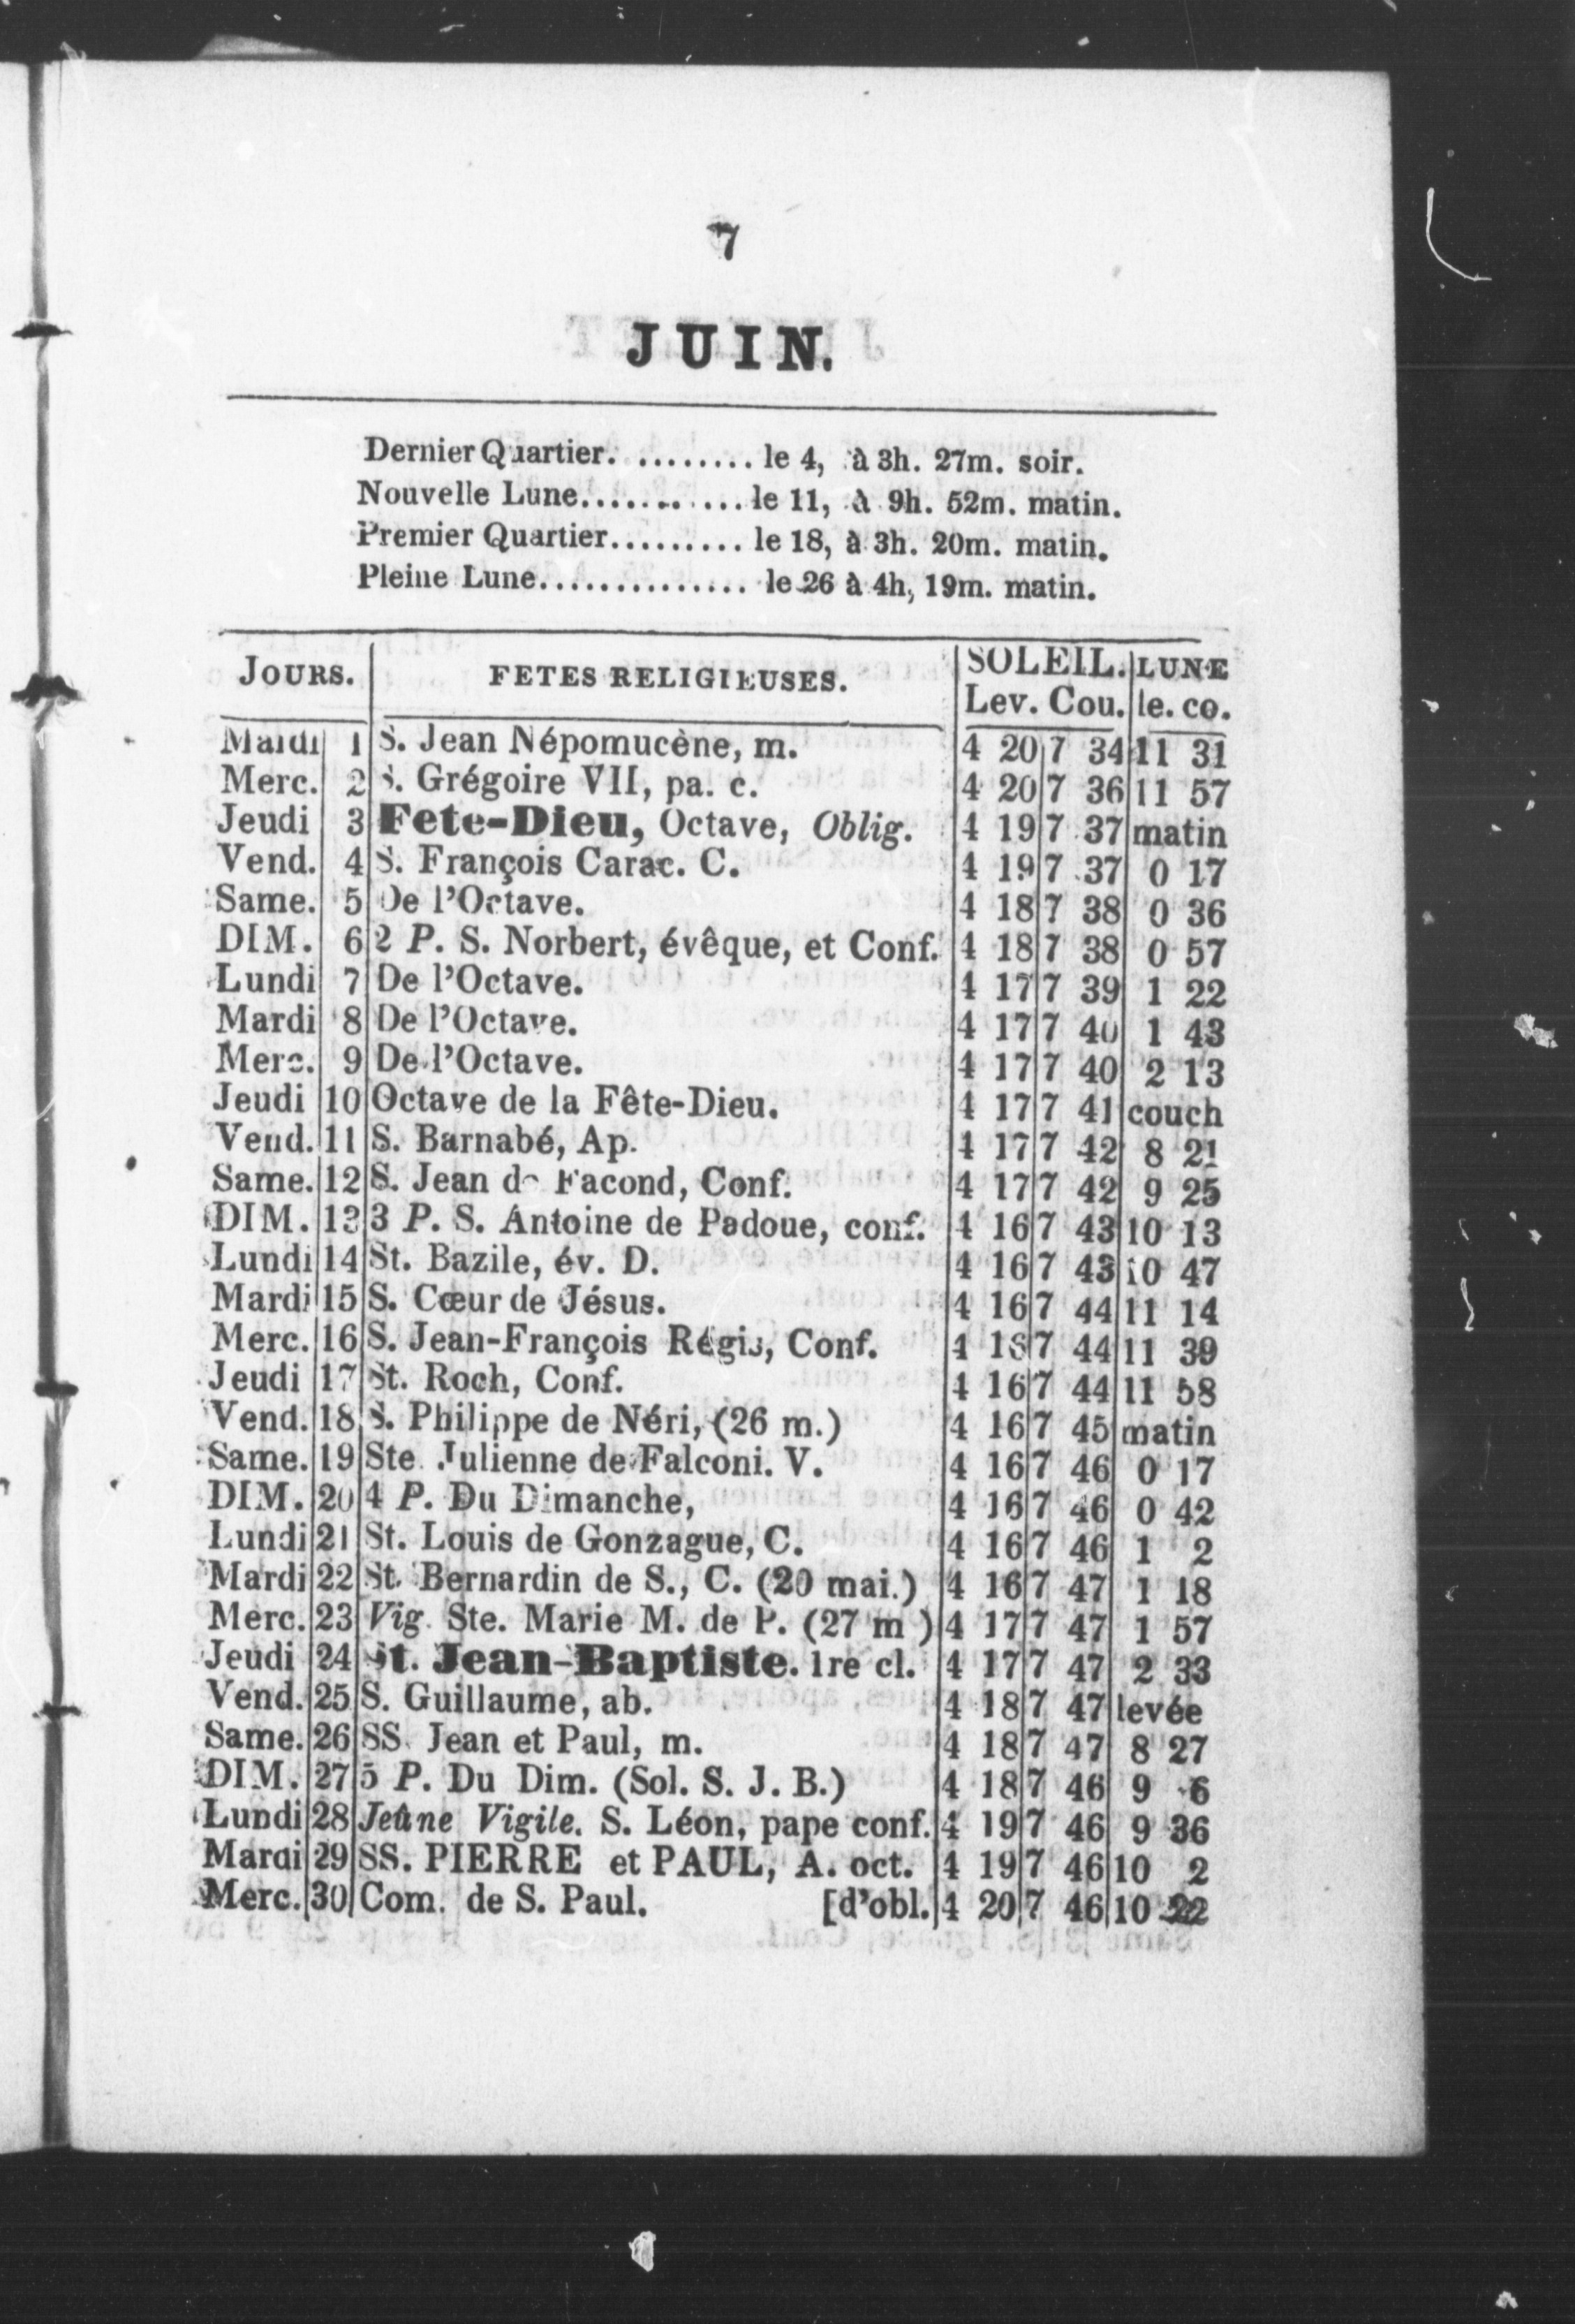 7
JUIN.
Dernier Quartier. ......... le 4, à 3h. 27m. soir.
Nouvelle Lune........... le 11, à 9h. 52m. matin.
Premier Quartier......... le 18, à 3h. 20m. matin.
Pleine Lune.............. le 26 à 4h, 19m. matin.
JOURS. FETES RELIGIEUSES. SOLEIL. LUNE
Lev. Cou. le. co.
Mardi 1 S. Jean Népomucène, m. 4 20 7 34 11 31
Merc. 2 S. Grégoire VII, pa. c. 4 20 7 36 11 57
Jeudi 3 Fete-Dieu, Octave, Oblig. 4 19 7 37 matin
Vend. 4 S. François Carac. C. 4 19 7 37 0 17
Same. 5 De l'Octave. 4 18 7 38 0 36
DIM. 6 2 P. S. Norbert, évêque, et Conf. 4 18 7 38 0 57
Lundi 7 De l'Octave. 4 17 7 39 1 22
Mardi 8 De l'Octave. 4 17 7 40 1 43
Merc. 9 De l'Octave. 4 17 7 40 2 13
Jeudi 10 Octave de la Fête-Dieu. 4 17 7 41 couch
Vend. 11 S. Barnabé, Ap. 4 17 7 42 8 21
Same. 12 S. Jean de Facond, Conf. 4 17 7 42 9 25
DIM. 13 3 P. S. Antoine de Padoue, conf. 4 16 7 43 10 13
Lundi 14 St. Bazile, év. D. 4 16 7 43 10 47
Mardi 15 S. Cœur de Jésus. 4 16 7 44 11 14
Merc. 16 S. Jean-François Régis, Conf. 4 16 7 44 11 39
Jeudi 17 St. Roch, Conf. 4 16 7 44 11 58
Vend. 18 S. Philippe de Néri, (26 m.) 4 16 7 45 matin
Same. 19 Ste. Julienne de Falconi. V. 4 16 7 46 0 17
DIM. 20 4 P. Du Dimanche, 4 16 7 46 0 42
Lundi 21 St. Louis de Gonzague, C. 4 16 7 46 1 2
Mardi 22 St. Bernardin de S., C. (20 mai.) 4 16 7 47 1 18
Merc. 23 Vig. Ste. Marie M. de P. (27 m ) 4 17 7 47 1 57
Jeudi 24 St. Jean-Baptiste. 1re cl. 4 17 7 47 2 33
Vend. 25 S. Guillaume, ab. 4 18 7 47 levée
Same. 26 SS. Jean et Paul, m. 4 18 7 47 8 27
DIM. 27 5 P. Du Dim. (Sol. S. J. B.) 4 18 7 46 9 6
Lundi 28 Jeûne Vigile. S. Léon, pape conf. 4 19 7 46 9 36
Mardi 29 SS. PIERRE et PAUL, A. oct. 4 19 7 46 10 2
Merc. 30 Com. de S. Paul. [d'obl. 4 20 7 46 10 22